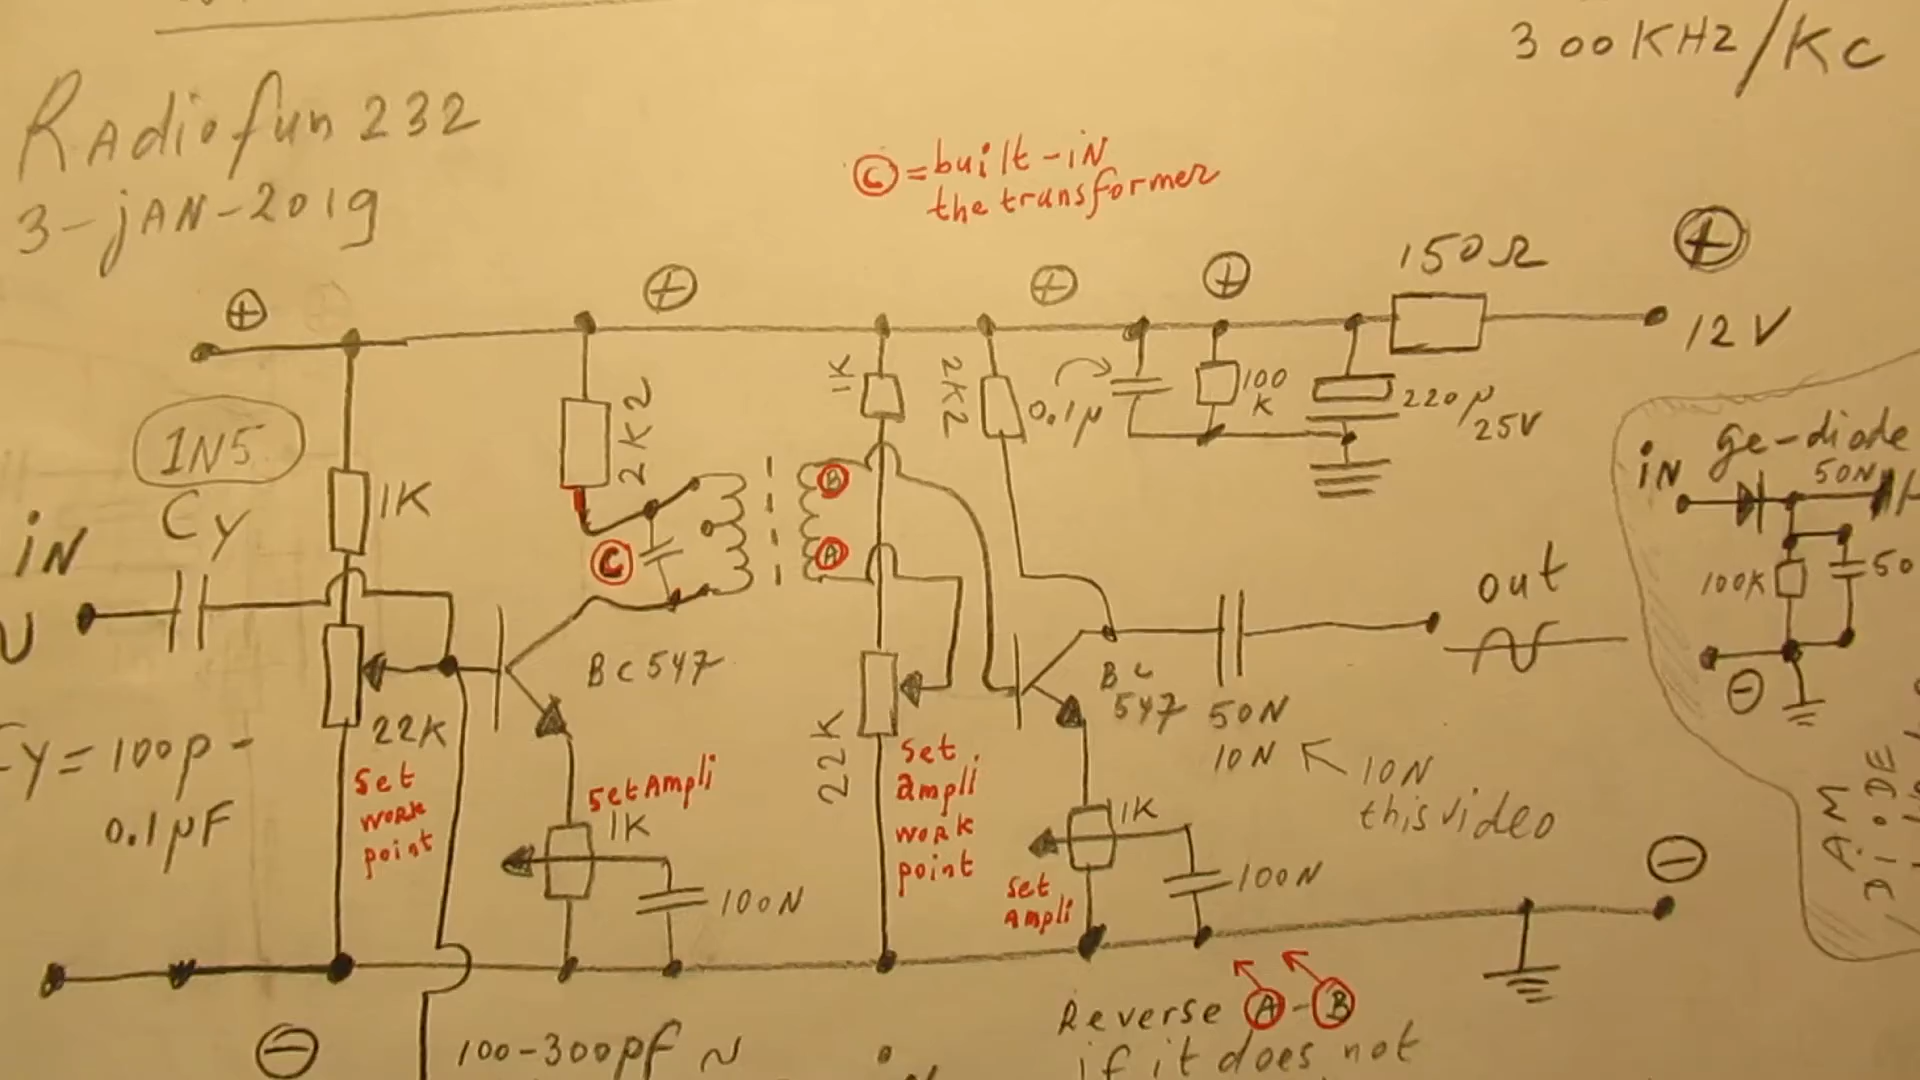 300KHz/KC
Radiofun 232
3-jAN-2019
C = built-iN
the transformer
+
+
+
+
+
150Ω
12V
1N5
Cy
iN
1K
2K2
C
1K
2K2
0.1µ
100
K
220µ
25V
B
A
ge-diode
iN
50N
100K
50
-
out
BC547
BC
547
50N
10N
10N
this video
22K
Cy = 100p -
0.1µF
Set
work
point
SetAmpli
1K
100N
22K
Set
ampli
work
point
Set
Ampli
1K
100N
AM
DiODE
-
-
Reverse A-B
if it does not
100-300pf